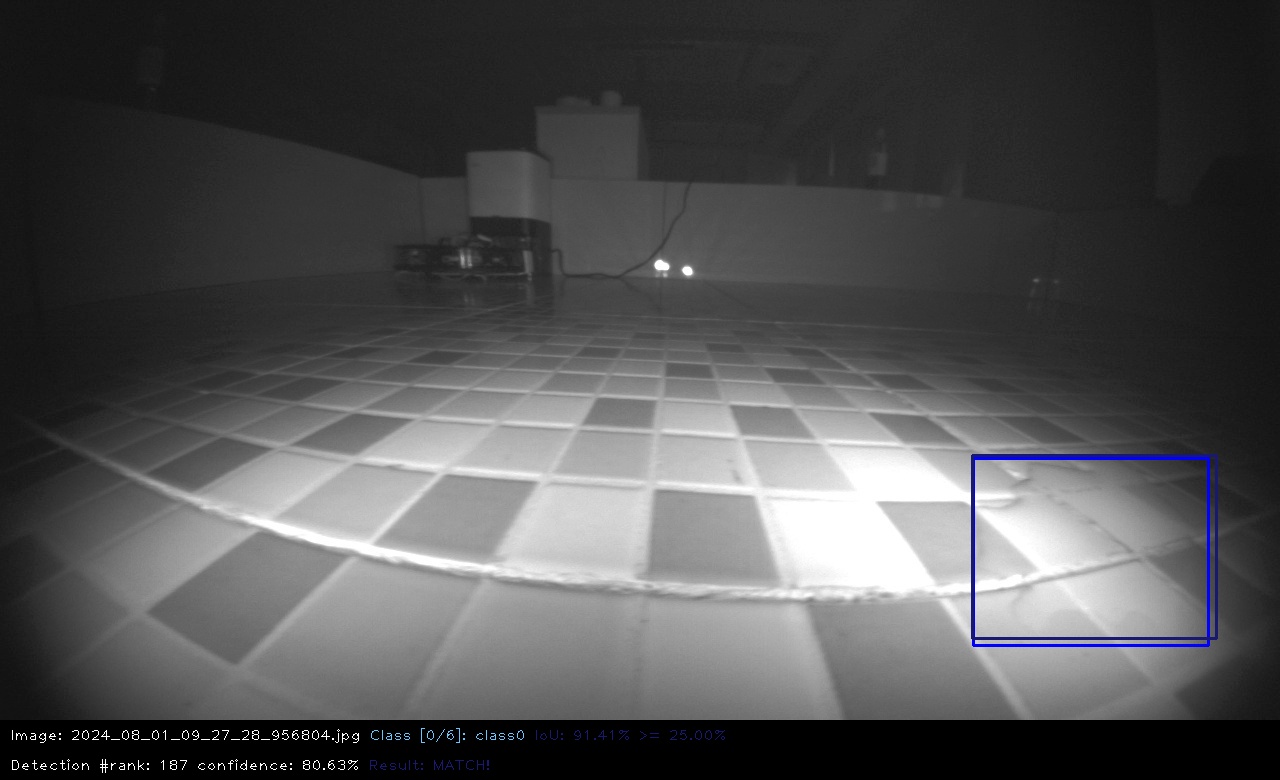 Image: 2024_08_01_09_27_28_956804.jpg Class [0/6]: class0 IoU: 91.41% >= 25.00%
Detection #rank: 187 confidence: 80.63% Result: MATCH!